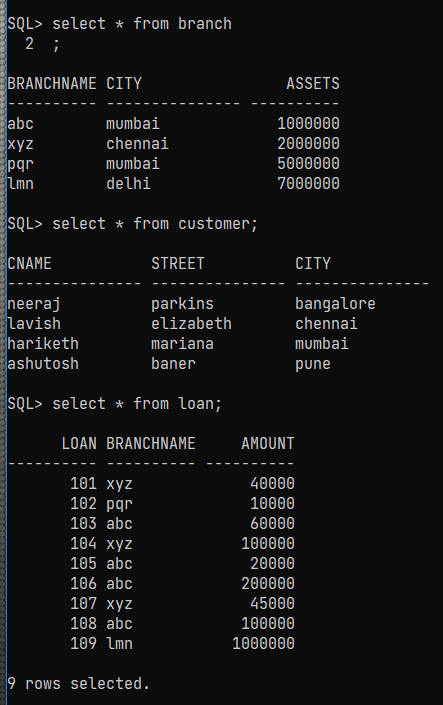 SQL> select * from branch
  2  ;
BRANCHNAME CITY                ASSETS
---------- --------------- ----------
abc        mumbai             1000000
xyz        chennai            2000000
pqr        mumbai             5000000
lmn        delhi              7000000
SQL> select * from customer;
CNAME           STREET          CITY
--------------- --------------- ---------------
neeraj          parkins         bangalore
lavish          elizabeth       chennai
hariketh        mariana         mumbai
ashutosh        baner           pune
SQL> select * from loan;
      LOAN BRANCHNAME     AMOUNT
---------- ---------- ----------
       101 xyz             40000
       102 pqr             10000
       103 abc             60000
       104 xyz            100000
       105 abc             20000
       106 abc            200000
       107 xyz             45000
       108 abc            100000
       109 lmn           1000000
9 rows selected.